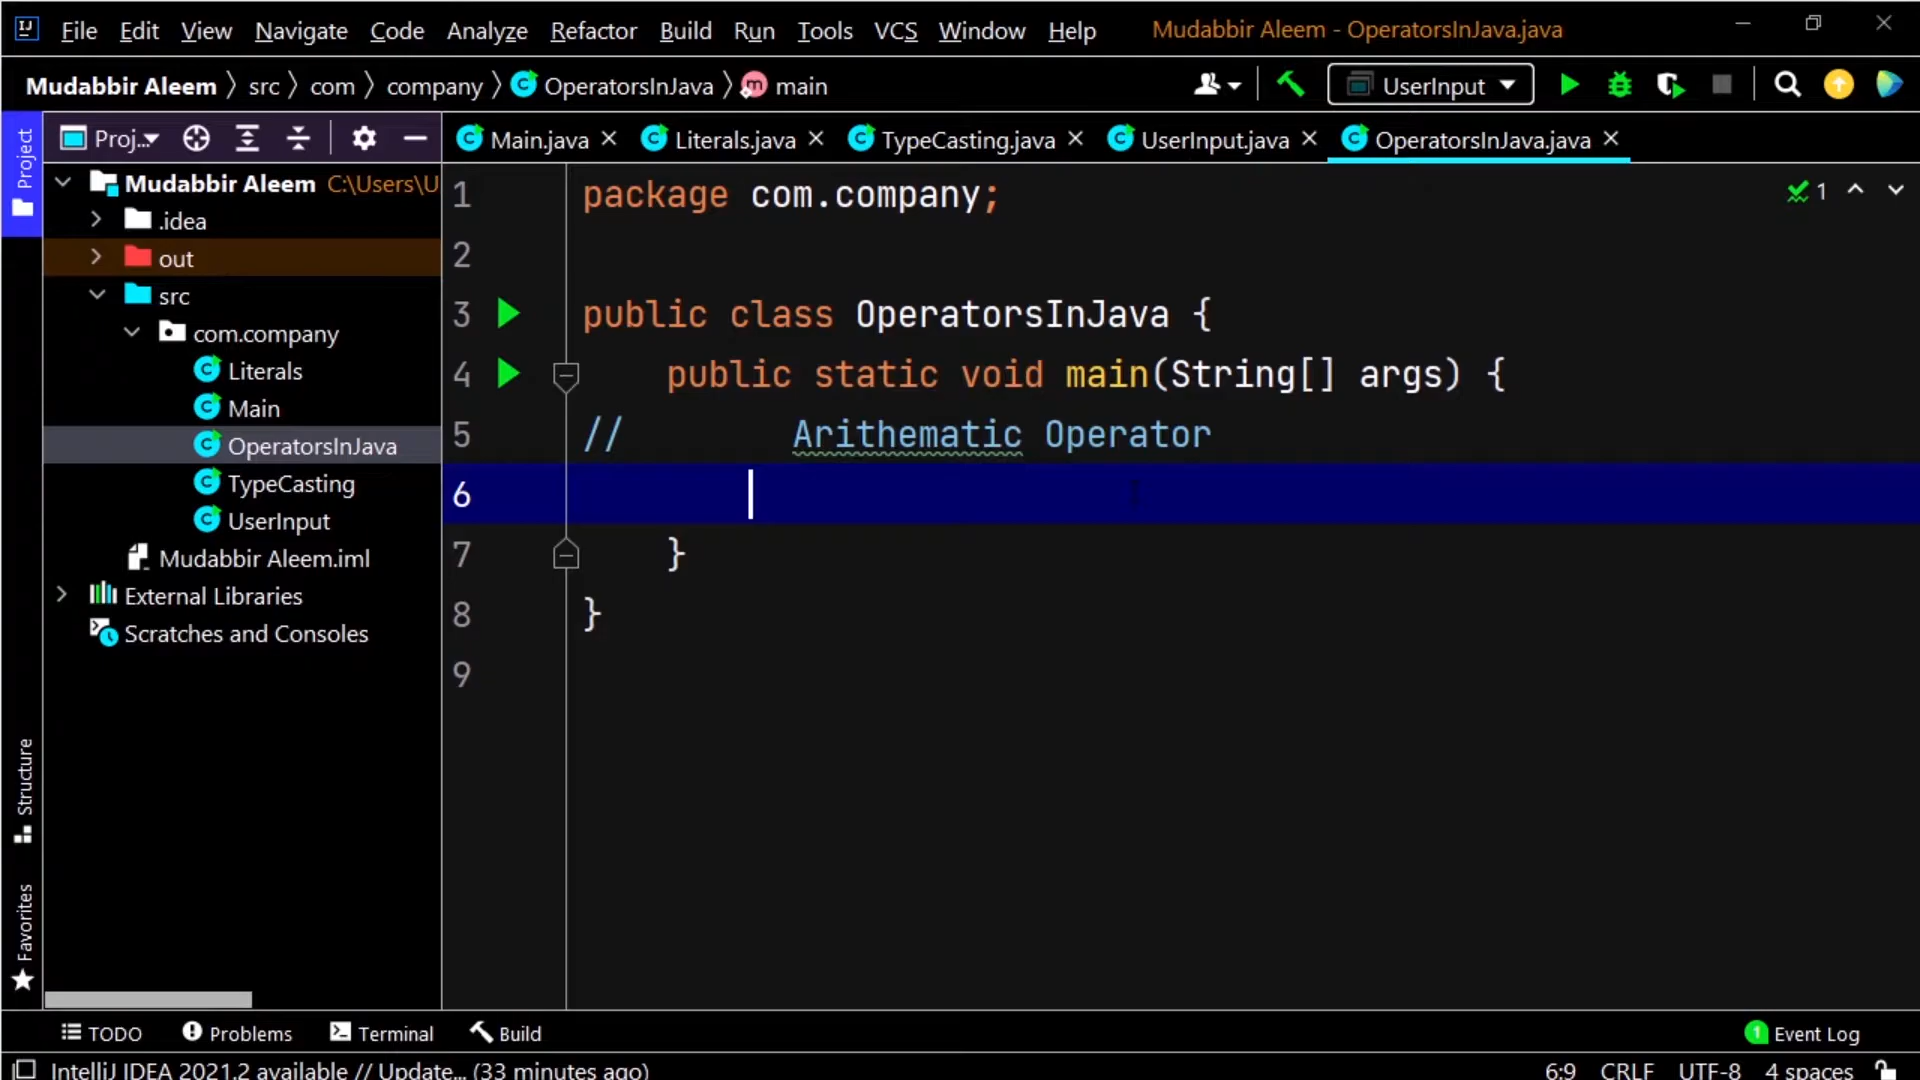 File Edit View Navigate Code Analyze Refactor Build Run Tools VCS Window Help Mudabbir Aleem - OperatorsInJava.java
Mudabbir Aleem src com company OperatorsInJava main UserInput
Proj... Main.java Literals.java TypeCasting.java UserInput.java OperatorsInJava.java
Project
Mudabbir Aleem C:\Users\U
.idea
out
src
com.company
Literals
Main
OperatorsInJava
TypeCasting
UserInput
Mudabbir Aleem.iml
External Libraries
Scratches and Consoles
Structure
Favorites
1 package com.company;
2
3 public class OperatorsInJava {
4 public static void main(String[] args) {
5 // Arithematic Operator
6
7 }
8 }
9
1
TODO Problems Terminal Build 1 Event Log
IntelliJ IDEA 2021.2 available // Update... (33 minutes ago) 6:9 CRLF UTF-8 4 spaces